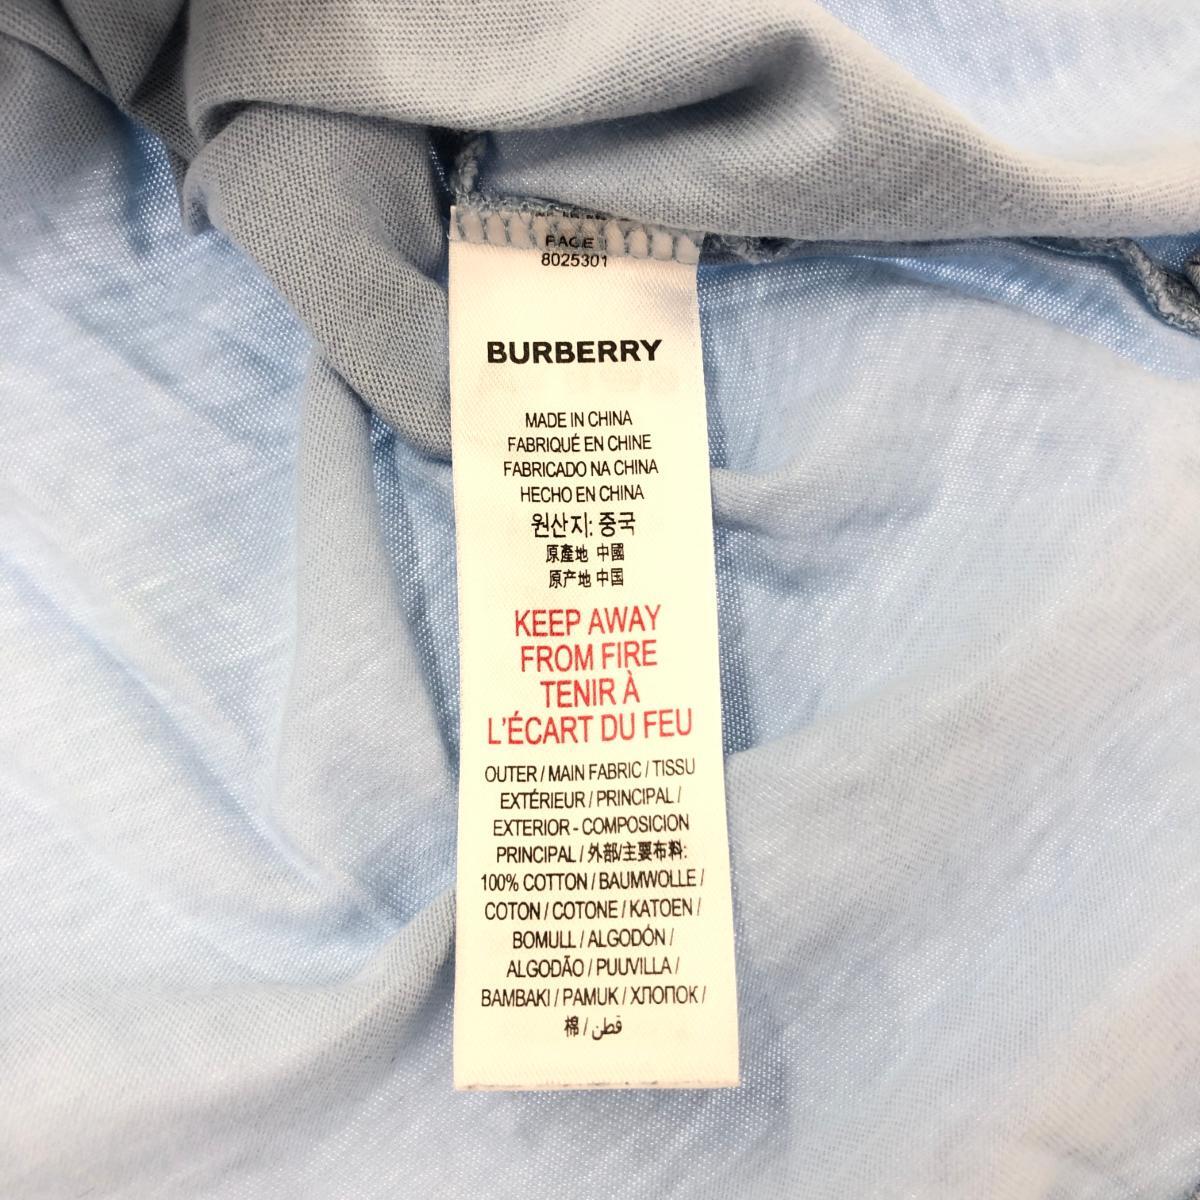 PAGE
8025301
BURBERRY
MADE IN CHINA
FABRIQUÉ EN CHINE
FABRICADO NA CHINA
HECHO EN CHINA
원산지: 중국
原產地 中國
原产地 中国
KEEP AWAY
FROM FIRE
TENIR À
L'ÉCART DU FEU
OUTER / MAIN FABRIC / TISSU
EXTÉRIEUR / PRINCIPAL /
EXTERIOR - COMPOSICION
PRINCIPAL / 外部/主要布料:
100% COTTON / BAUMWOLLE /
COTON / COTONE / KATOEN /
BOMULL / ALGODÓN /
ALGODÃO / PUUVILLA /
BAMBAKI / PAMUK / ХЛОПОК /
棉 / قطن